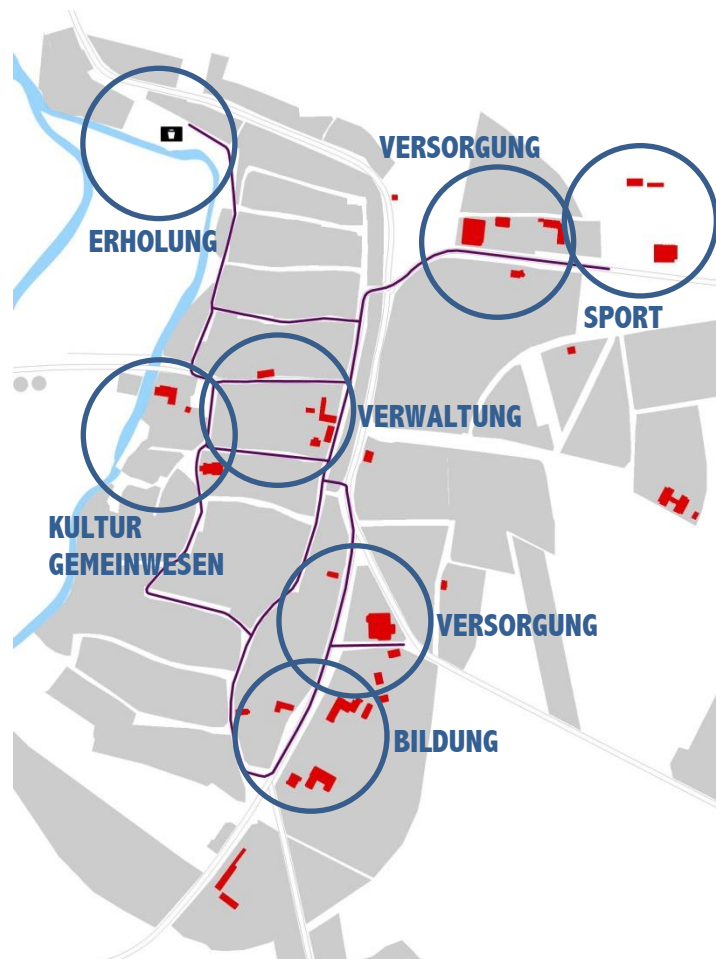 VERSORGUNG
ERHOLUNG
SPORT
VERWALTUNG
KULTUR
GEMEINWESEN
VERSORGUNG
BILDUNG